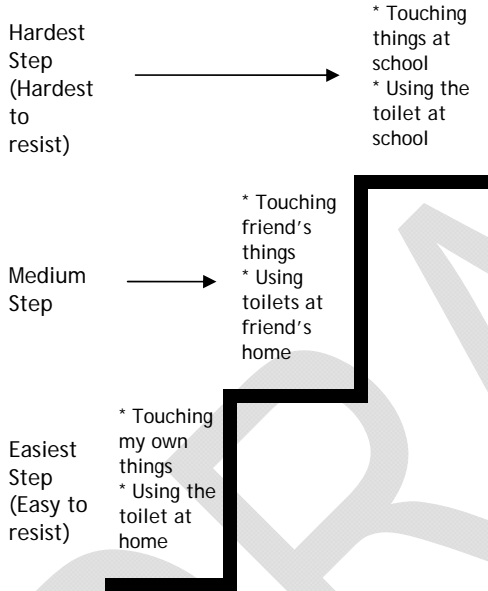 Hardest
Step
(Hardest
to
resist)
* Touching
things at
school
* Using the
toilet at
school
Medium
Step
* Touching
friend's
things
* Using
toilets at
friend's
home
Easiest
Step
(Easy to
resist)
* Touching
my own
things
* Using the
toilet at
home